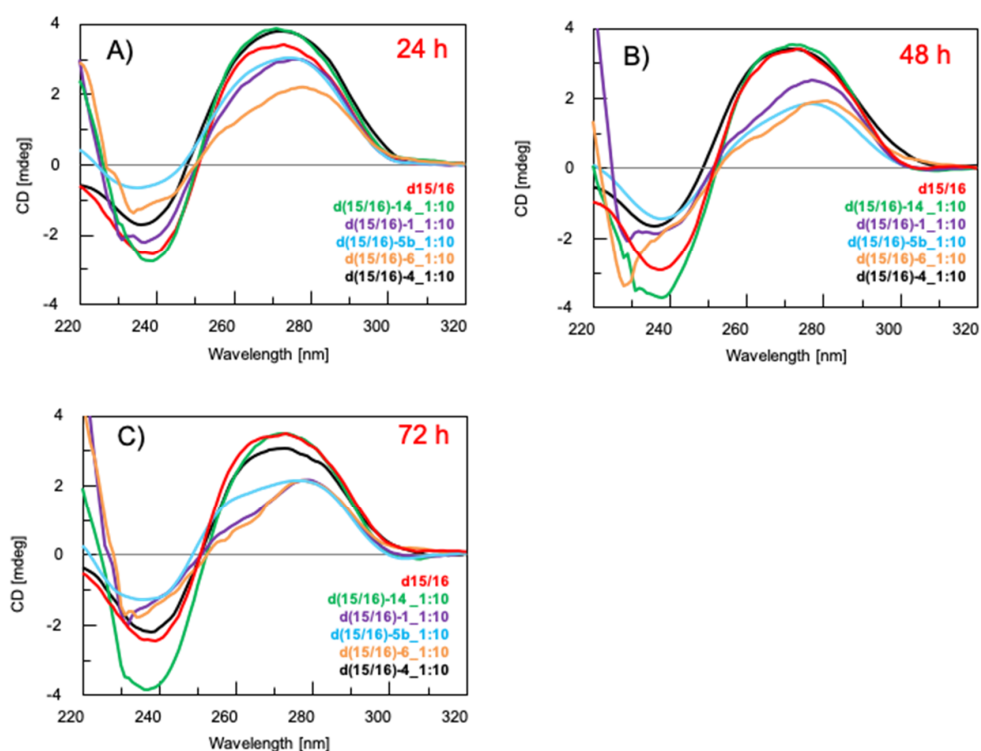 A)
24 h
4
2
0
-2
-4
CD [mdeg]
d15/16
d(15/16)-14_1:10
d(15/16)-1_1:10
d(15/16)-5b_1:10
d(15/16)-6_1:10
d(15/16)-4_1:10
220 240 260 280 300 320
Wavelength [nm]
B)
48 h
4
2
0
-2
-4
CD [mdeg]
d15/16
d(15/16)-14_1:10
d(15/16)-1_1:10
d(15/16)-5b_1:10
d(15/16)-6_1:10
d(15/16)-4_1:10
220 240 260 280 300 320
Wavelength [nm]
C)
72 h
4
2
0
-2
-4
CD [mdeg]
d15/16
d(15/16)-14_1:10
d(15/16)-1_1:10
d(15/16)-5b_1:10
d(15/16)-6_1:10
d(15/16)-4_1:10
220 240 260 280 300 320
Wavelength [nm]